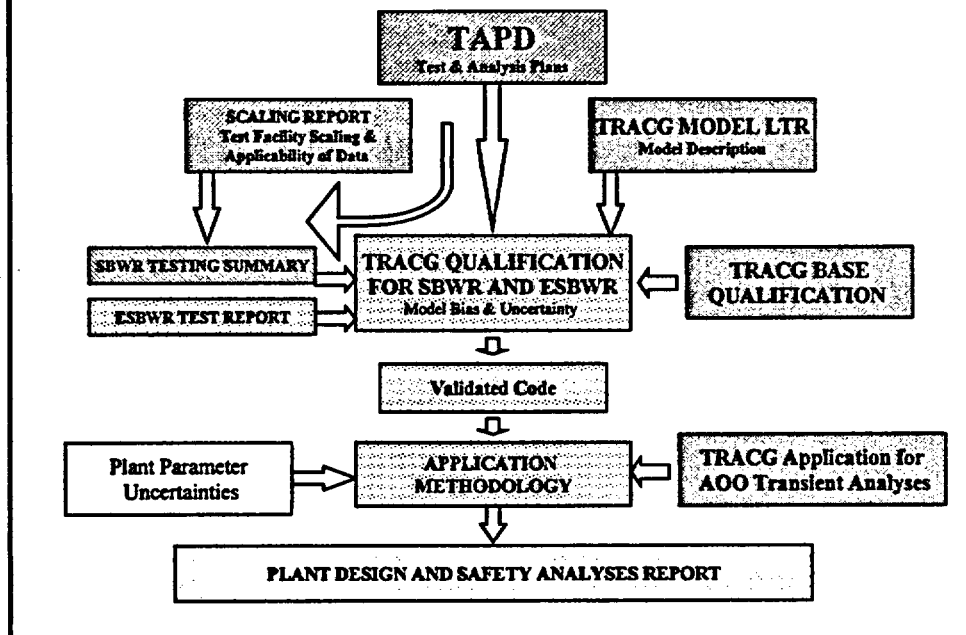 TAPD
Test & Analysis Plans
SCALING REPORT
Test Facility Scaling &
Applicability of Data
TRACG MODEL LTR
Model Description
SBWR TESTING SUMMARY
ESBWR TEST REPORT
TRACG QUALIFICATION
FOR SBWR AND ESBWR
Model Bias & Uncertainty
TRACG BASE
QUALIFICATION
Validated Code
Plant Parameter
Uncertainties
APPLICATION
METHODOLOGY
TRACG Application for
AOO Transient Analyses
PLANT DESIGN AND SAFETY ANALYSES REPORT